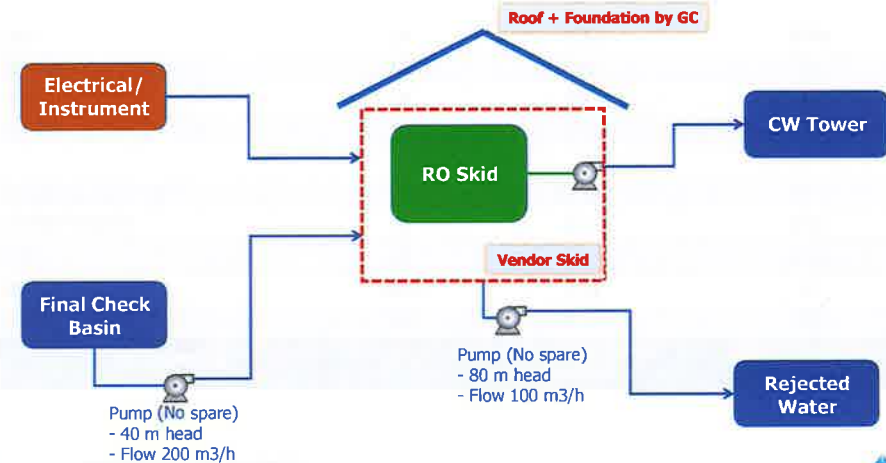 Roof + Foundation by GC
Electrical/
Instrument
CW Tower
RO Skid
Vendor Skid
Final Check
Basin
Pump (No spare)
- 80 m head
- Flow 100 m3/h
Rejected
Water
Pump (No spare)
- 40 m head
- Flow 200 m3/h